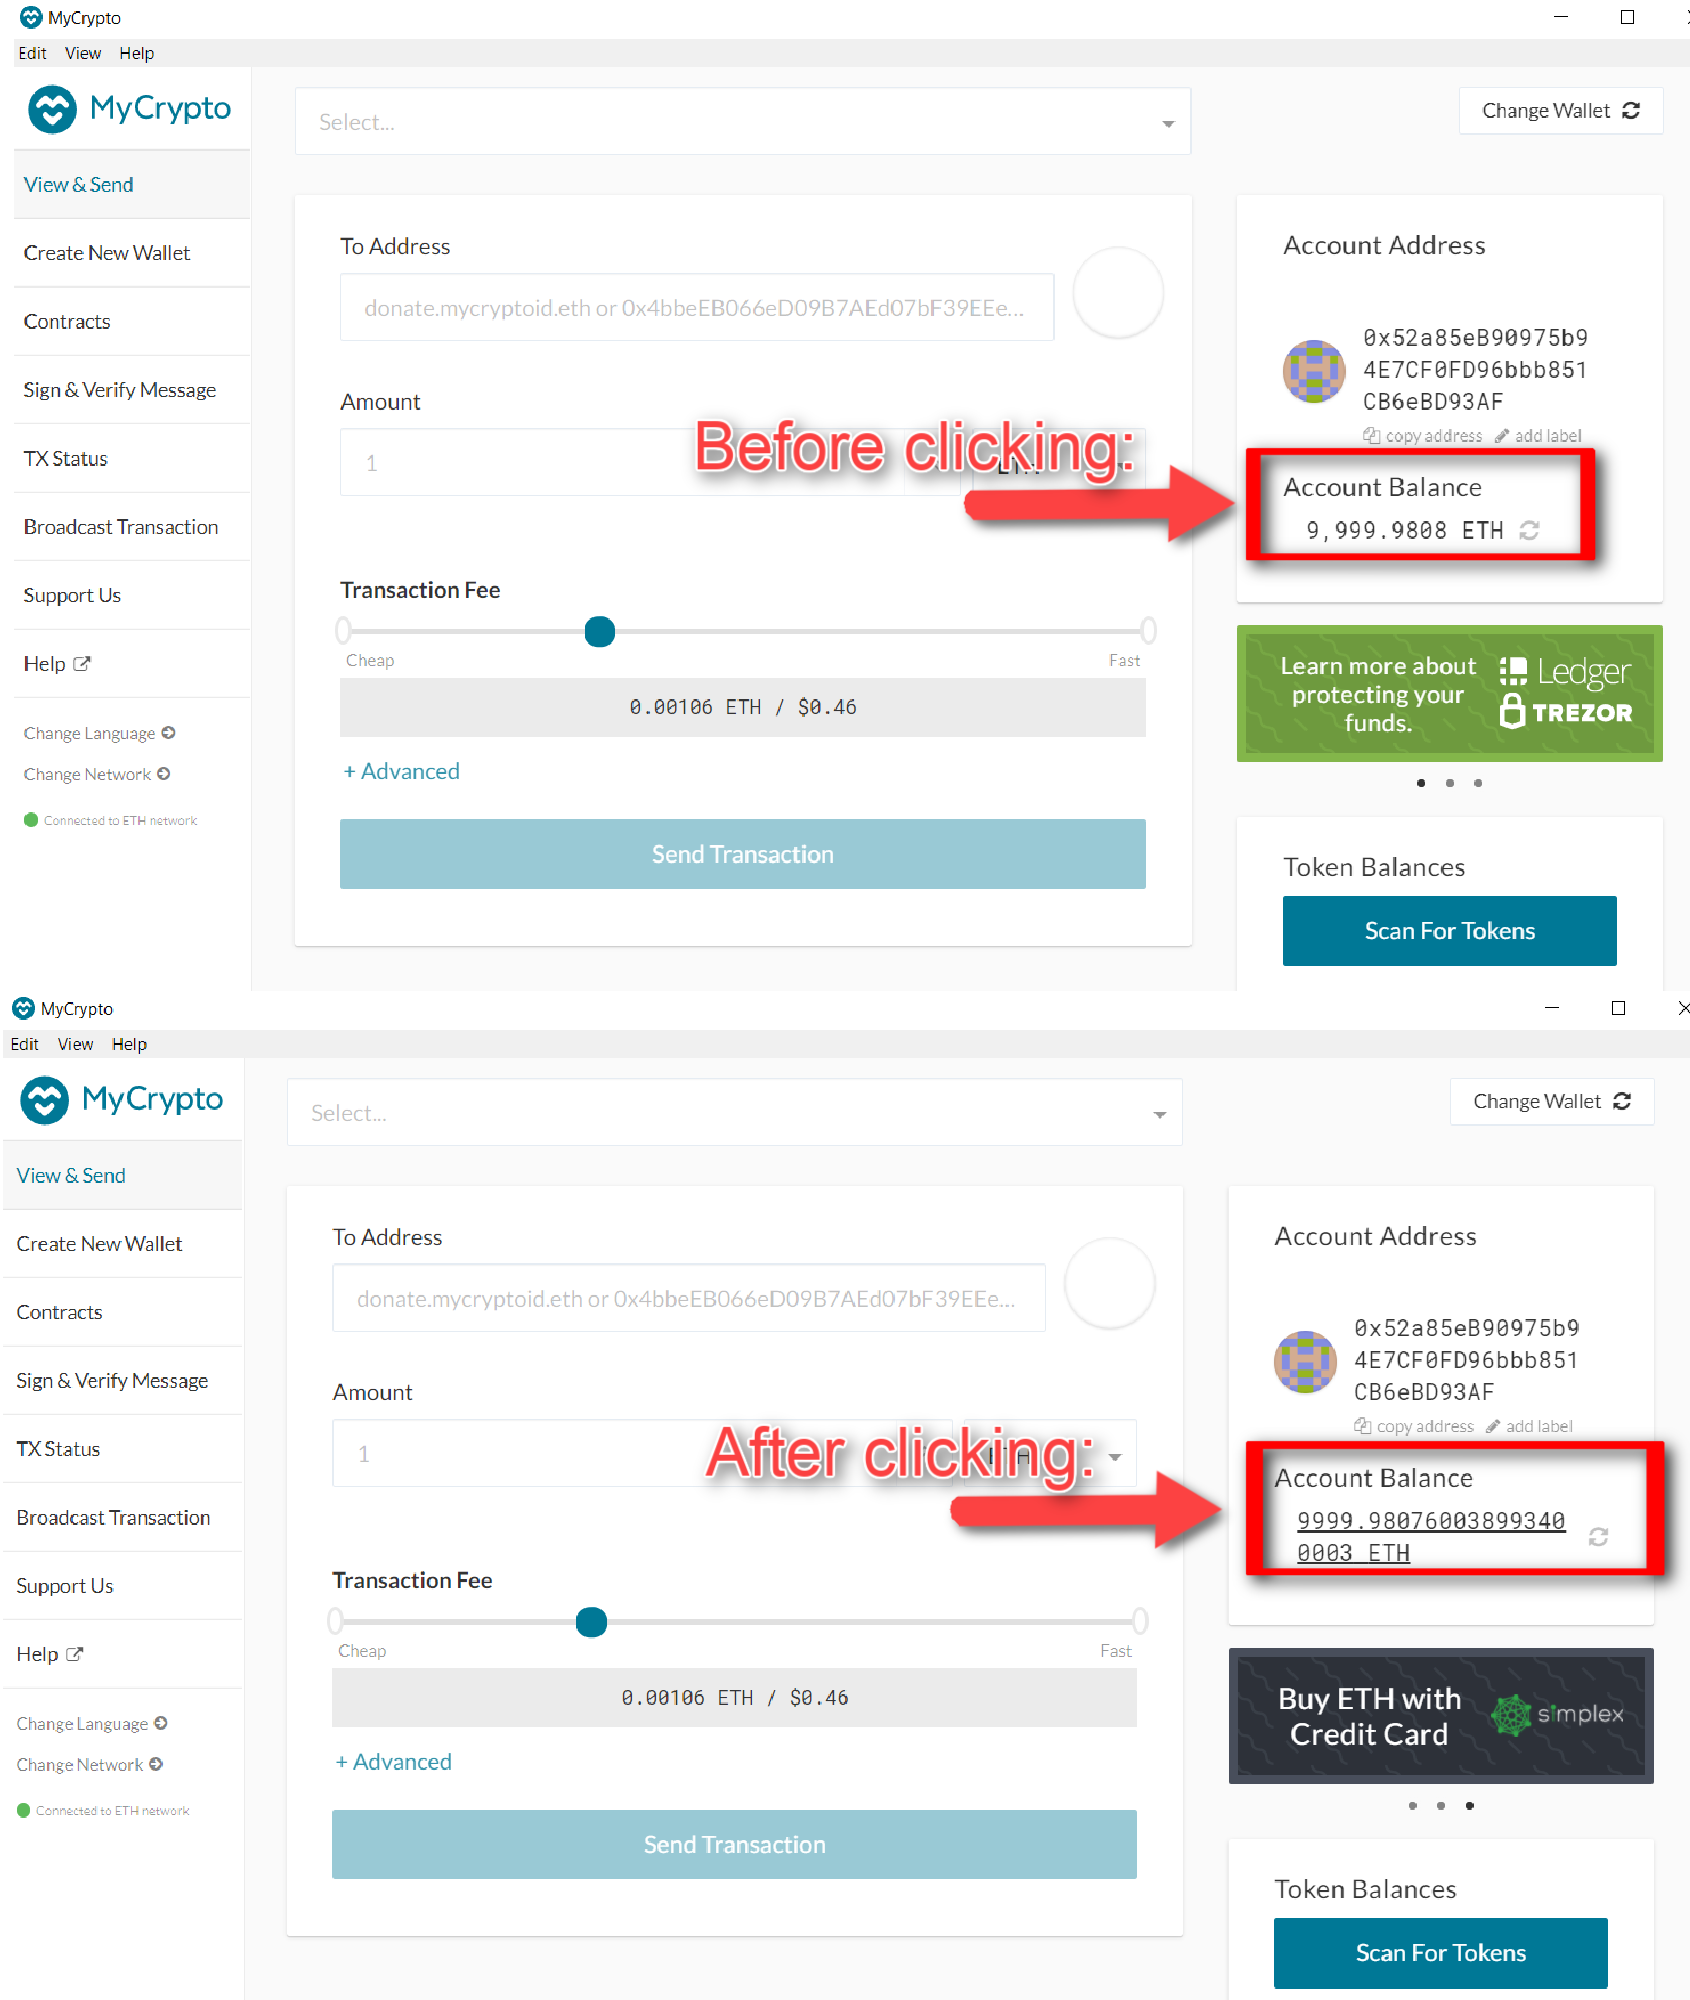 MyCrypto
Edit View Help
MyCrypto
Select...
Change Wallet
View & Send
Create New Wallet
Contracts
Sign & Verify Message
TX Status
Broadcast Transaction
Support Us
Help
Change Language
Change Network
Connected to ETH network
To Address
donate.mycryptoid.eth or 0x4bbeEB066eD09B7AEd07bF39EEe...
Amount
1
ETH
Before clicking:
Transaction Fee
Cheap
Fast
0.00106 ETH / $0.46
+ Advanced
Send Transaction
Account Address
0x52a85eB90975b9
4E7CF0FD96bbb851
CB6eBD93AF
copy address add label
Account Balance
9,999.9808 ETH
Learn more about
protecting your
funds.
Ledger
TREZOR
Token Balances
Scan For Tokens
MyCrypto
Edit View Help
MyCrypto
Select...
Change Wallet
View & Send
Create New Wallet
Contracts
Sign & Verify Message
TX Status
Broadcast Transaction
Support Us
Help
Change Language
Change Network
Connected to ETH network
To Address
donate.mycryptoid.eth or 0x4bbeEB066eD09B7AEd07bF39EEe...
Amount
1
ETH
After clicking:
Transaction Fee
Cheap
Fast
0.00106 ETH / $0.46
+ Advanced
Send Transaction
Account Address
0x52a85eB90975b9
4E7CF0FD96bbb851
CB6eBD93AF
copy address add label
Account Balance
9999.98076003899340
0003 ETH
Buy ETH with
Credit Card
simplex
Token Balances
Scan For Tokens